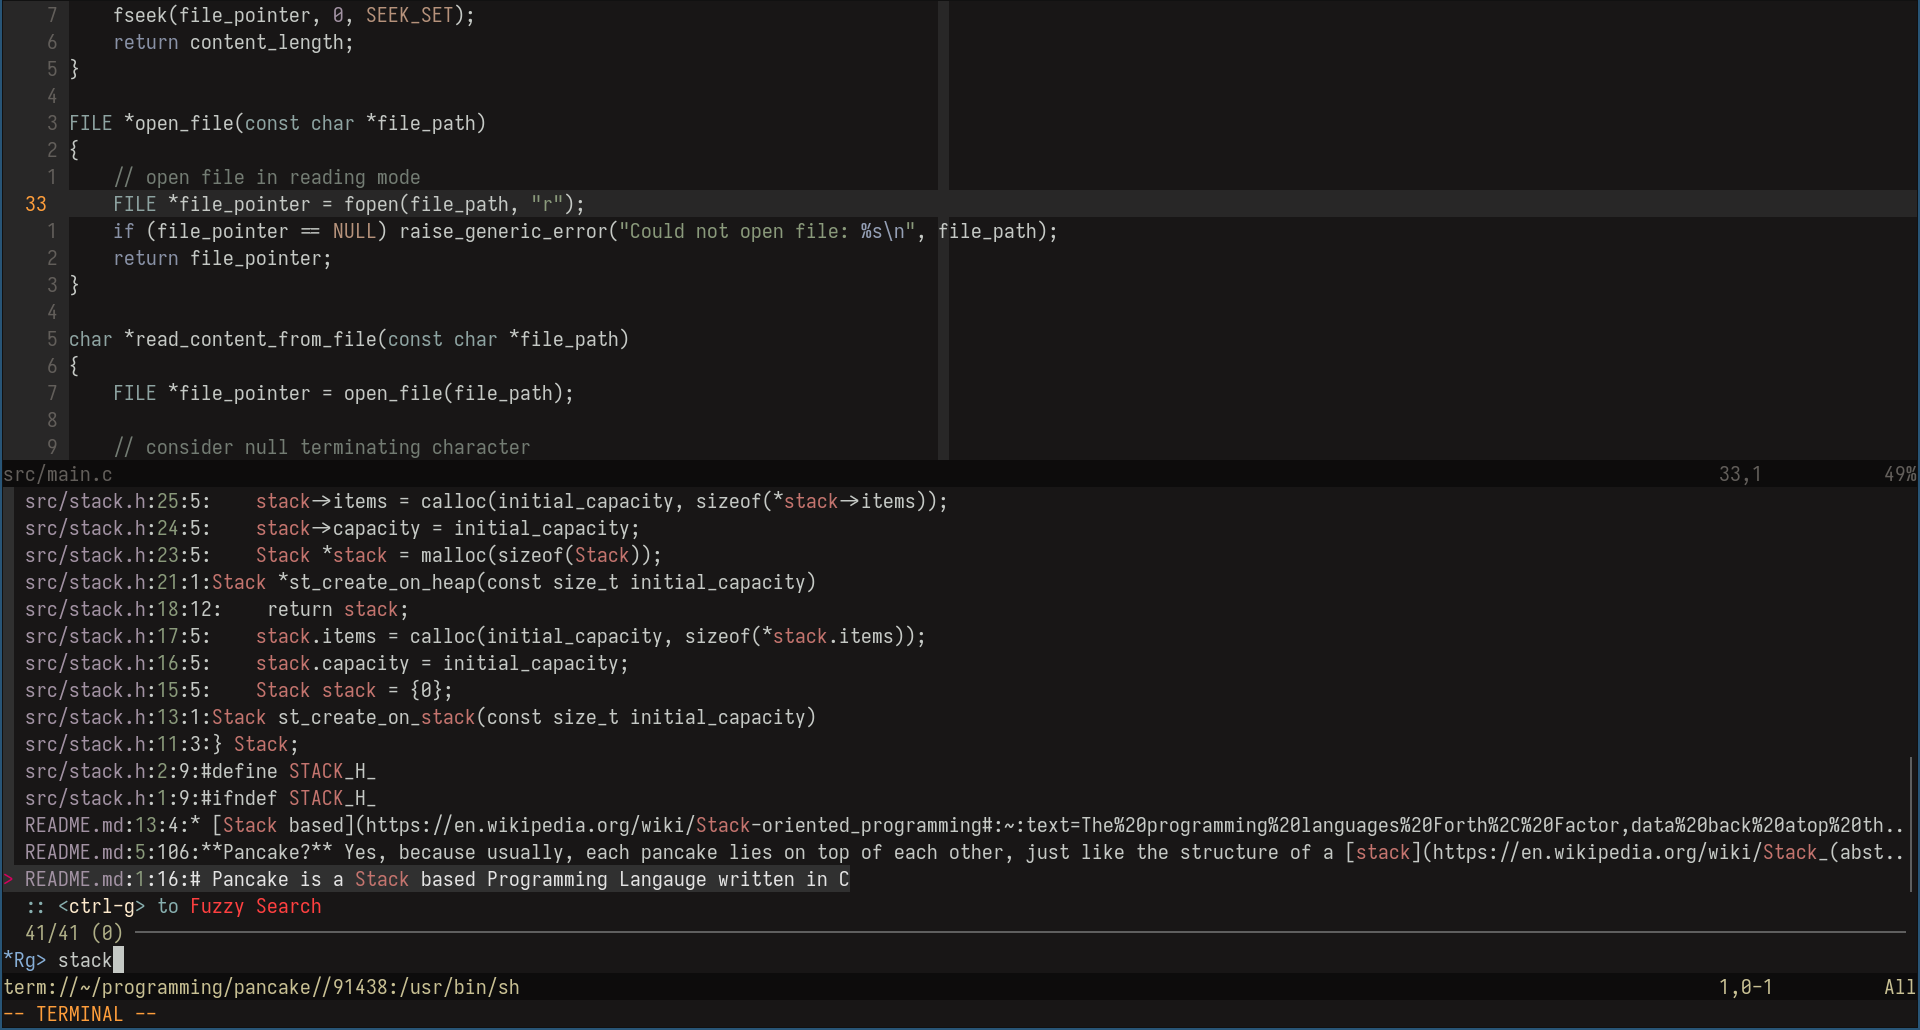 7     fseek(file_pointer, 0, SEEK_SET);
6     return content_length;
5 }
4
3 FILE *open_file(const char *file_path)
2 {
1     // open file in reading mode
33     FILE *file_pointer = fopen(file_path, "r");
1     if (file_pointer == NULL) raise_generic_error("Could not open file: %s\n", file_path);
2     return file_pointer;
3 }
4
5 char *read_content_from_file(const char *file_path)
6 {
7     FILE *file_pointer = open_file(file_path);
8
9     // consider null terminating character
src/main.c 33,1 49%
src/stack.h:25:5:    stack->items = calloc(initial_capacity, sizeof(*stack->items));
src/stack.h:24:5:    stack->capacity = initial_capacity;
src/stack.h:23:5:    Stack *stack = malloc(sizeof(Stack));
src/stack.h:21:1:Stack *st_create_on_heap(const size_t initial_capacity)
src/stack.h:18:12:    return stack;
src/stack.h:17:5:    stack.items = calloc(initial_capacity, sizeof(*stack.items));
src/stack.h:16:5:    stack.capacity = initial_capacity;
src/stack.h:15:5:    Stack stack = {0};
src/stack.h:13:1:Stack st_create_on_stack(const size_t initial_capacity)
src/stack.h:11:3:} Stack;
src/stack.h:2:9:#define STACK_H_
src/stack.h:1:9:#ifndef STACK_H_
README.md:13:4:* [Stack based](https://en.wikipedia.org/wiki/Stack-oriented_programming#:~:text=The%20programming%20languages%20Forth%2C%20Factor,data%20back%20atop%20th..
README.md:5:106:**Pancake?** Yes, because usually, each pancake lies on top of each other, just like the structure of a [stack](https://en.wikipedia.org/wiki/Stack_(abst..
> README.md:1:16:# Pancake is a Stack based Programming Langauge written in C
:: <ctrl-g> to Fuzzy Search
41/41 (0)
*Rg> stack
term://~/programming/pancake//91438:/usr/bin/sh 1,0-1 All
-- TERMINAL --